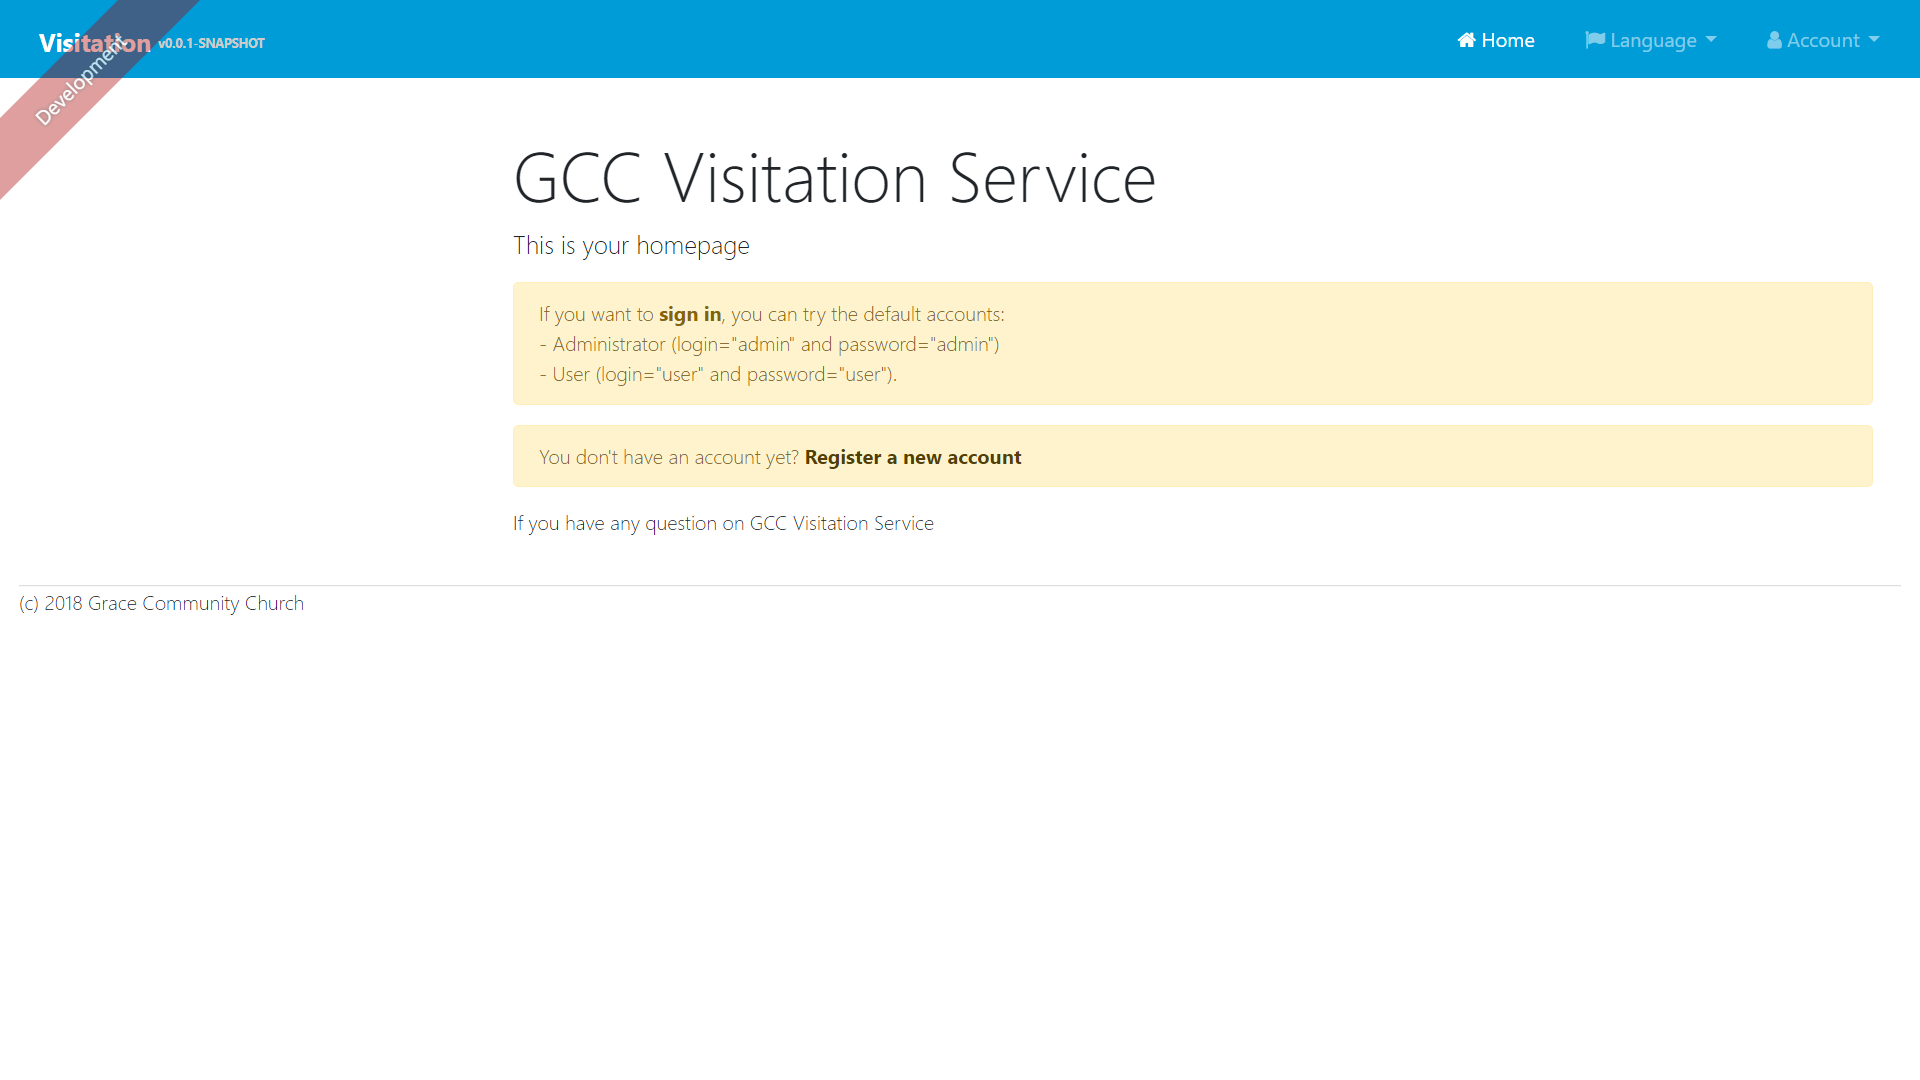 Visitation v0.0.1-SNAPSHOT
Home Language Account
Development
GCC Visitation Service
This is your homepage
If you want to sign in, you can try the default accounts:
- Administrator (login="admin" and password="admin")
- User (login="user" and password="user").
You don't have an account yet? Register a new account
If you have any question on GCC Visitation Service
(c) 2018 Grace Community Church